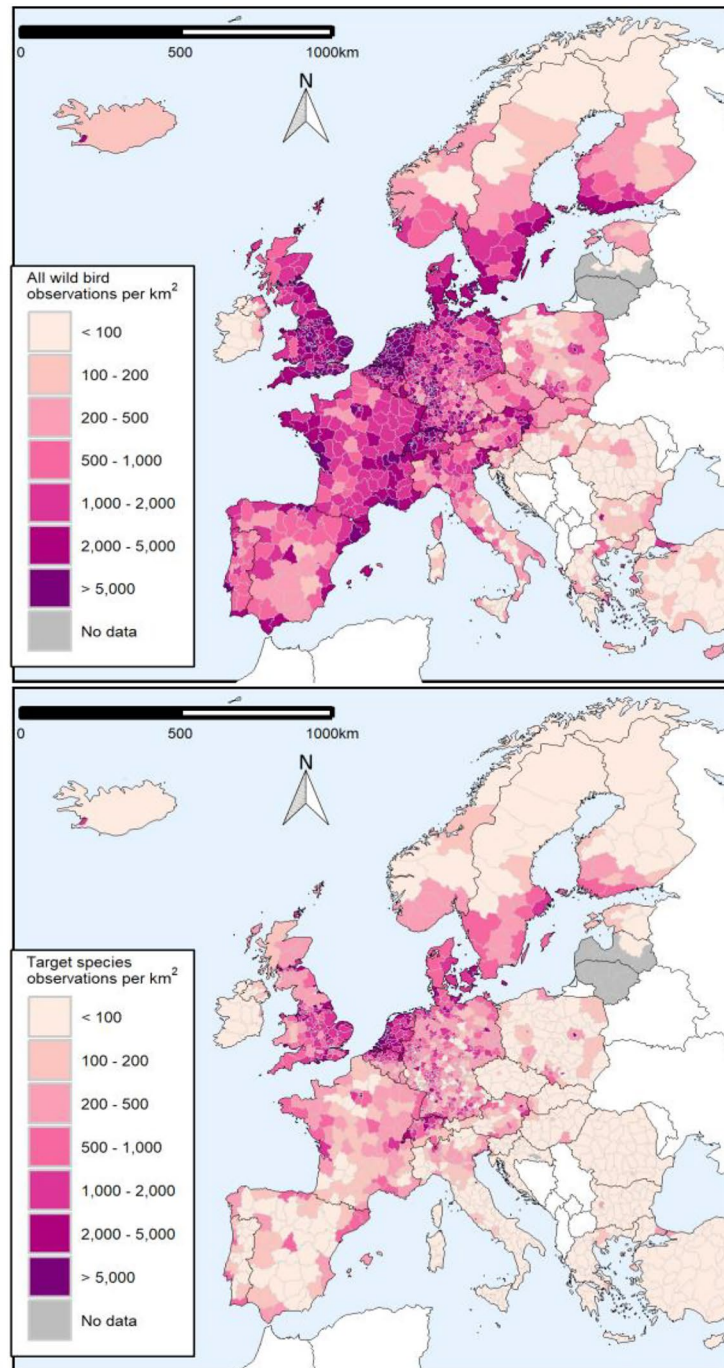 0 500 1000km
N
All wild bird
observations per km²
< 100
100 - 200
200 - 500
500 - 1,000
1,000 - 2,000
2,000 - 5,000
> 5,000
No data
0 500 1000km
N
Target species
observations per km²
< 100
100 - 200
200 - 500
500 - 1,000
1,000 - 2,000
2,000 - 5,000
> 5,000
No data